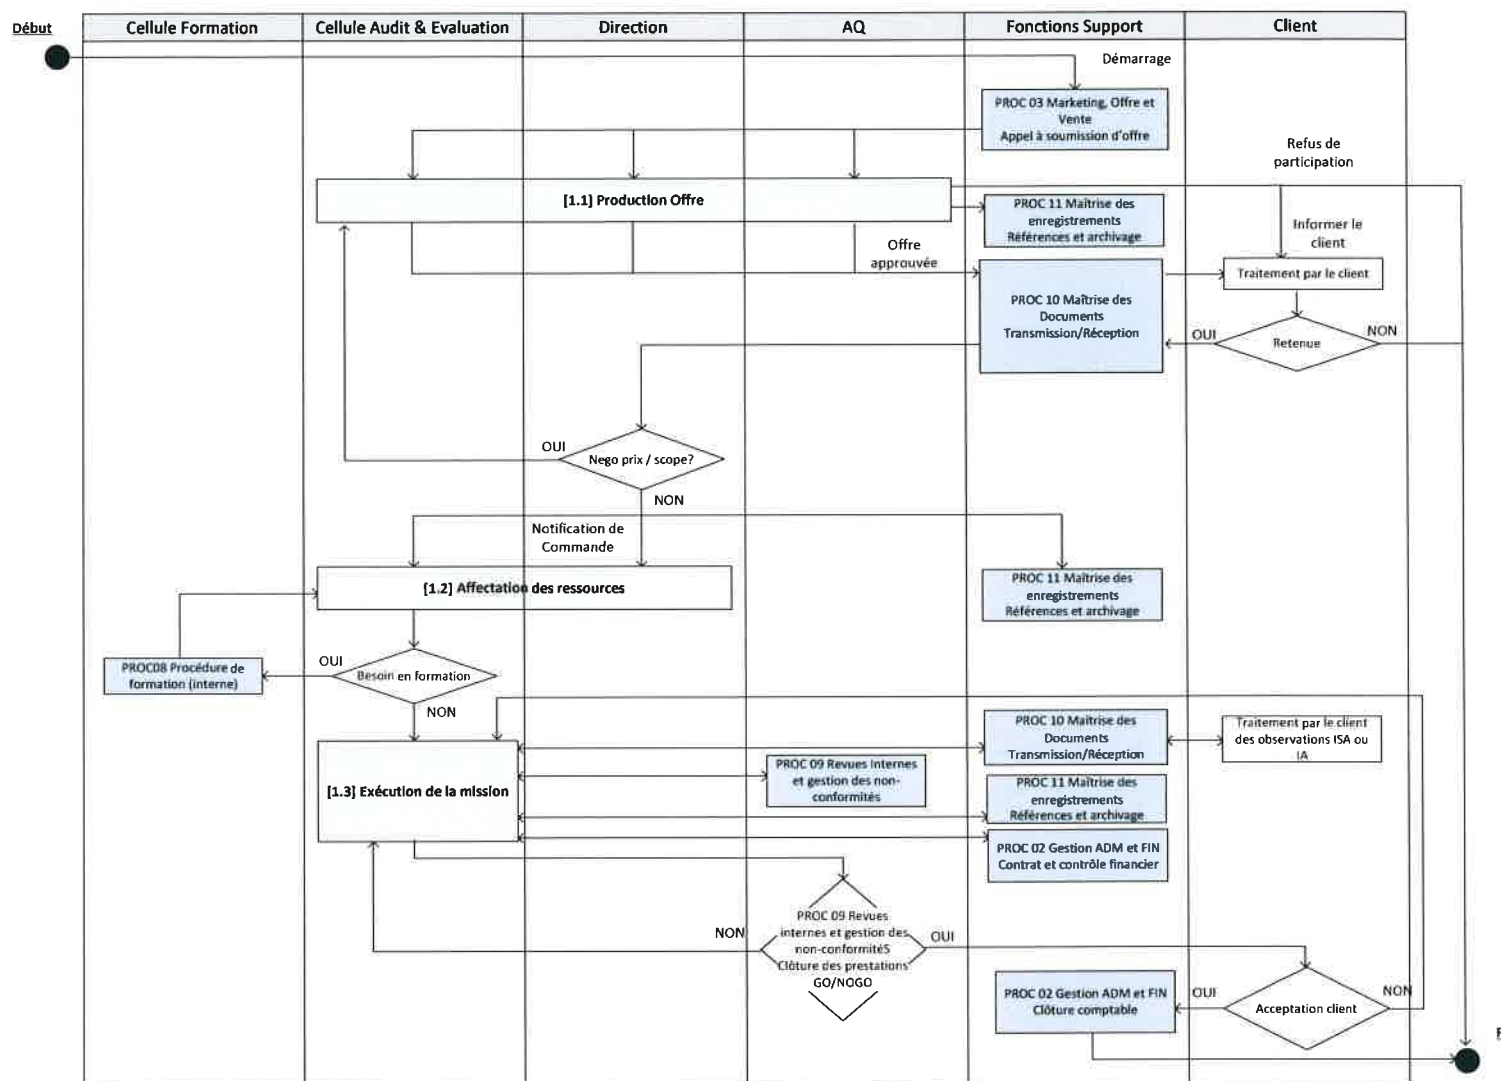 Début
Cellule Formation
Cellule Audit & Evaluation
Direction
AQ
Fonctions Support
Client
Démarrage
PROC 03 Marketing, Offre et
Vente
Appel à soumission d'offre
Refus de
participation
[1.1] Production Offre
PROC 11 Maîtrise des
enregistrements
Références et archivage
Informer le
client
Offre
approuvée
Traitement par le client
PROC 10 Maîtrise des
Documents
Transmission/Réception
OUI
Retenue
NON
OUI
Nego prix / scope?
NON
Notification de
Commande
[1.2] Affectation des ressources
PROC 11 Maîtrise des
enregistrements
Références et archivage
PROC08 Procédure de
formation (interne)
OUI
Besoin en formation
NON
PROC 10 Maîtrise des
Documents
Transmission/Réception
Traitement par le client
des observations ISA ou
IA
[1.3] Exécution de la mission
PROC 09 Revues Internes
et gestion des non-
conformités
PROC 11 Maîtrise des
enregistrements
Références et archivage
PROC 02 Gestion ADM et FIN
Contrat et contrôle financier
NON
PROC 09 Revues
internes et gestion des
non-conformitéS
Clôture des prestations
GO/NOGO
OUI
PROC 02 Gestion ADM et FIN
Clôture comptable
OUI
Acceptation client
NON